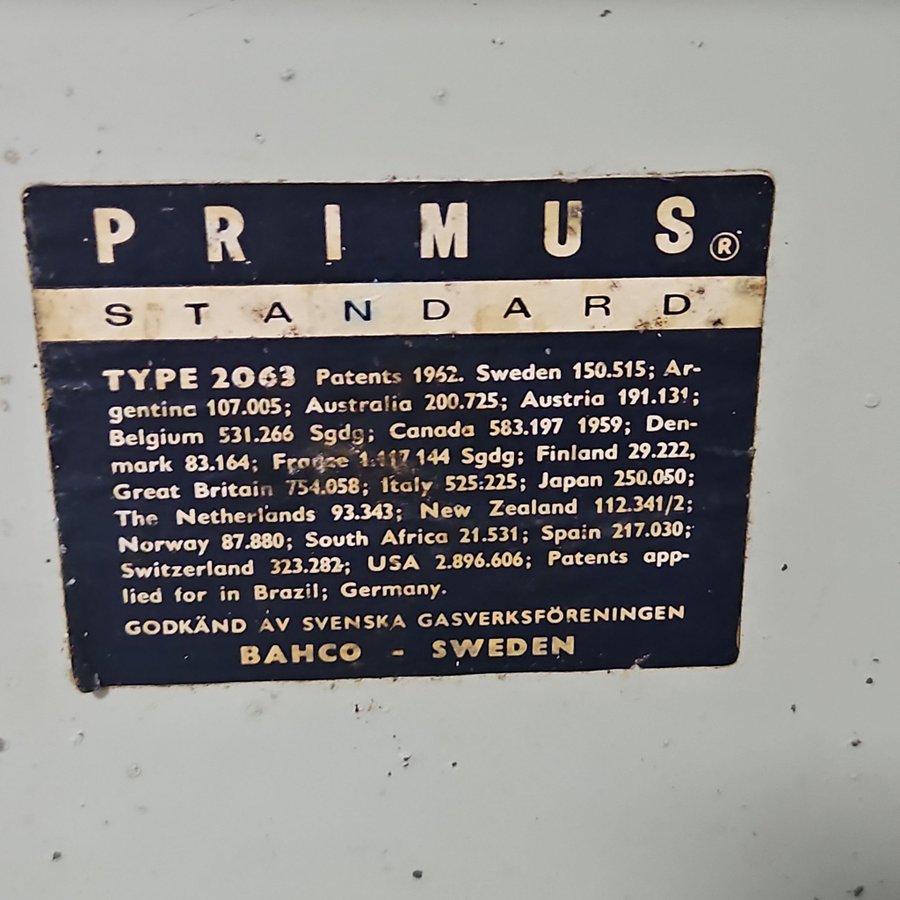 PRIMUS®
STANDARD
TYPE 2063 Patents 1962. Sweden 150.515; Ar-
gentina 107.005; Australia 200.725; Austria 191.131;
Belgium 531.266 Sgdg; Canada 583.197 1959; Den-
mark 83.164; France 1.117.144 Sgdg; Finland 29.222,
Great Britain 754.058; Italy 525.225; Japan 250.050;
The Netherlands 93.343; New Zealand 112.341/2;
Norway 87.880; South Africa 21.531; Spain 217.030;
Switzerland 323.282; USA 2.896.606; Patents app-
lied for in Brazil; Germany.
GODKÄND AV SVENSKA GASVERKSFÖRENINGEN
BAHCO - SWEDEN